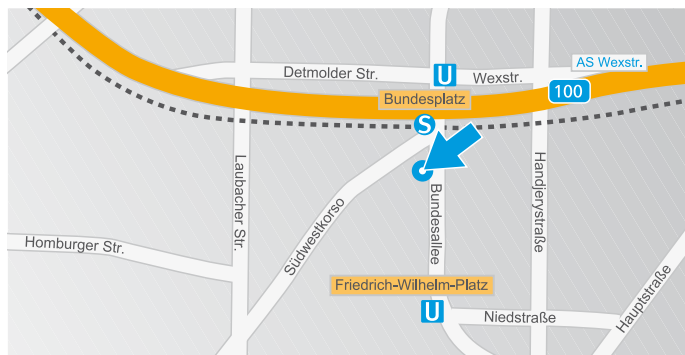 AS Wexstr.
U
Detmolder Str.
Wexstr.
100
Bundesplatz
S
Laubacher Str.
Handjerystraße
Bundesallee
Südwestkorso
Homburger Str.
Friedrich-Wilhelm-Platz
Hauptstraße
U
Niedstraße